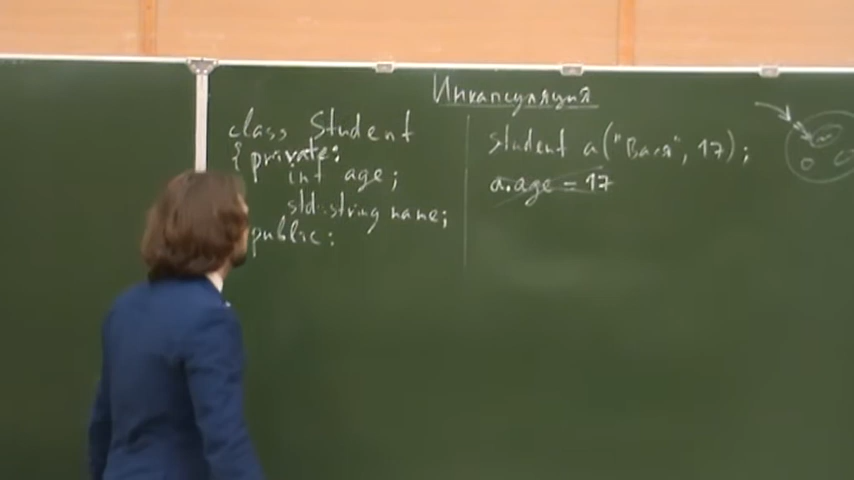 Инкапсуляция
class Student
{ private:
int age;
std::string name;
public:
Student a("Вася", 17);
a.age = 17